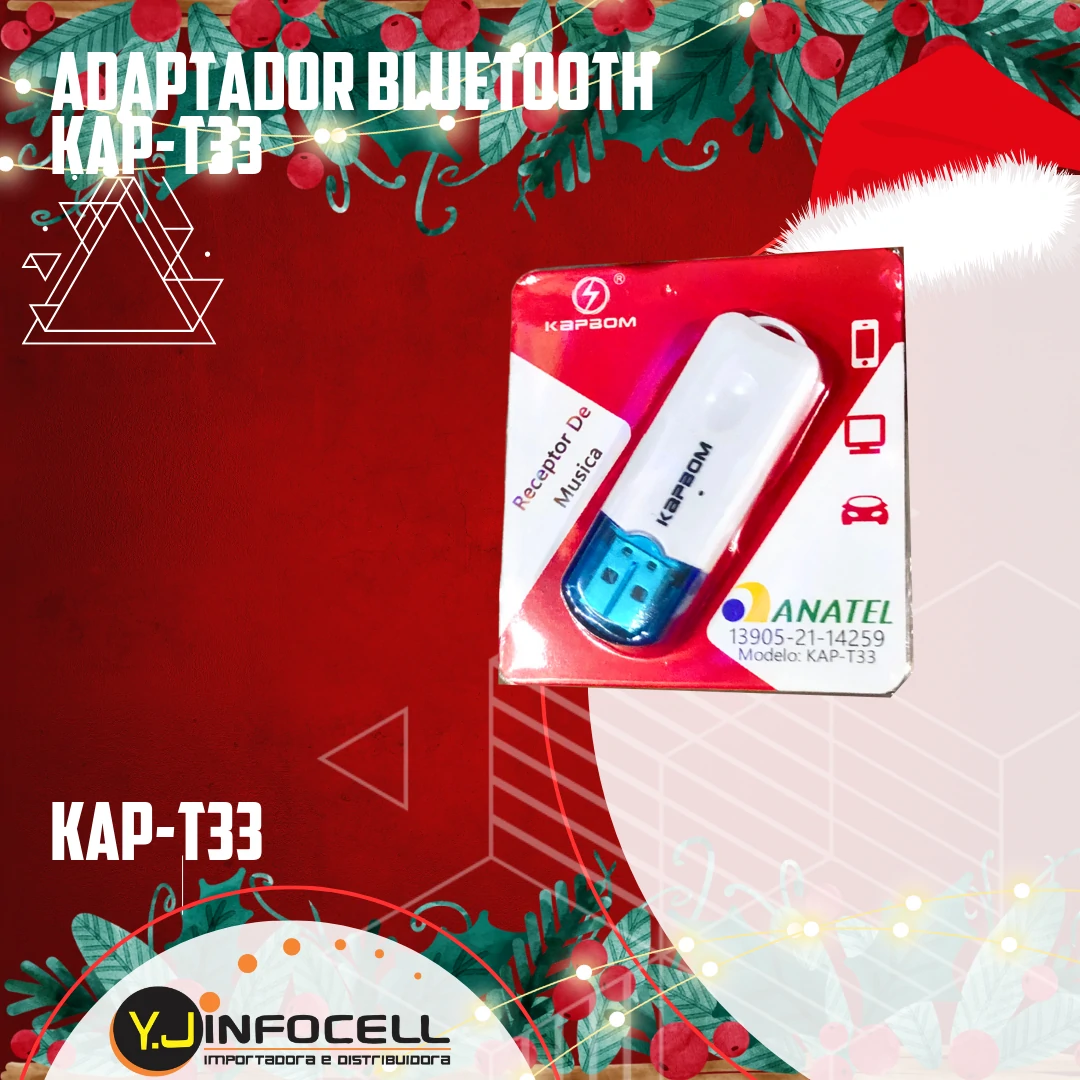 ADAPTADOR BLUETOOTH
KAP-T33
KAPBOM ®
Receptor De
Musica
KAPBOM
ANATEL
13905-21-14259
Modelo: KAP-T33
KAP-T33
Y.J INFOCELL
IMPORTADORA E DISTRIBUIDORA